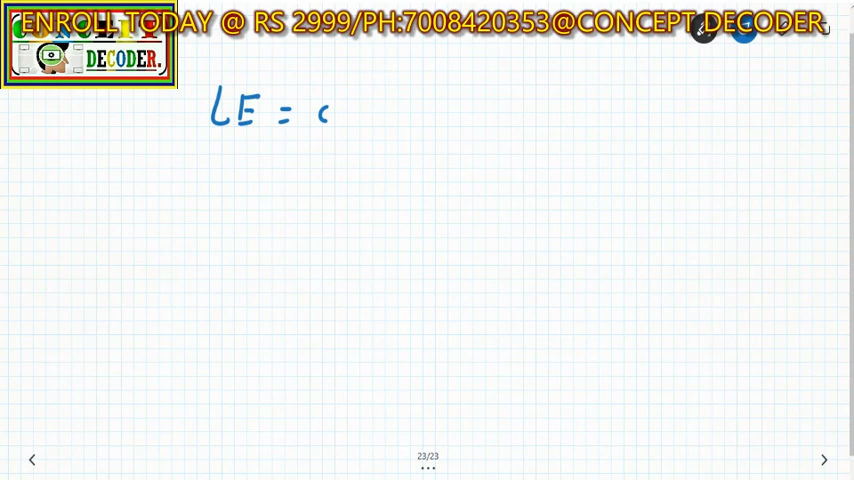 ENROLL TODAY @ RS 2999/PH:7008420353@CONCEPT DECODER.
DECODER.
LE = c
23/23